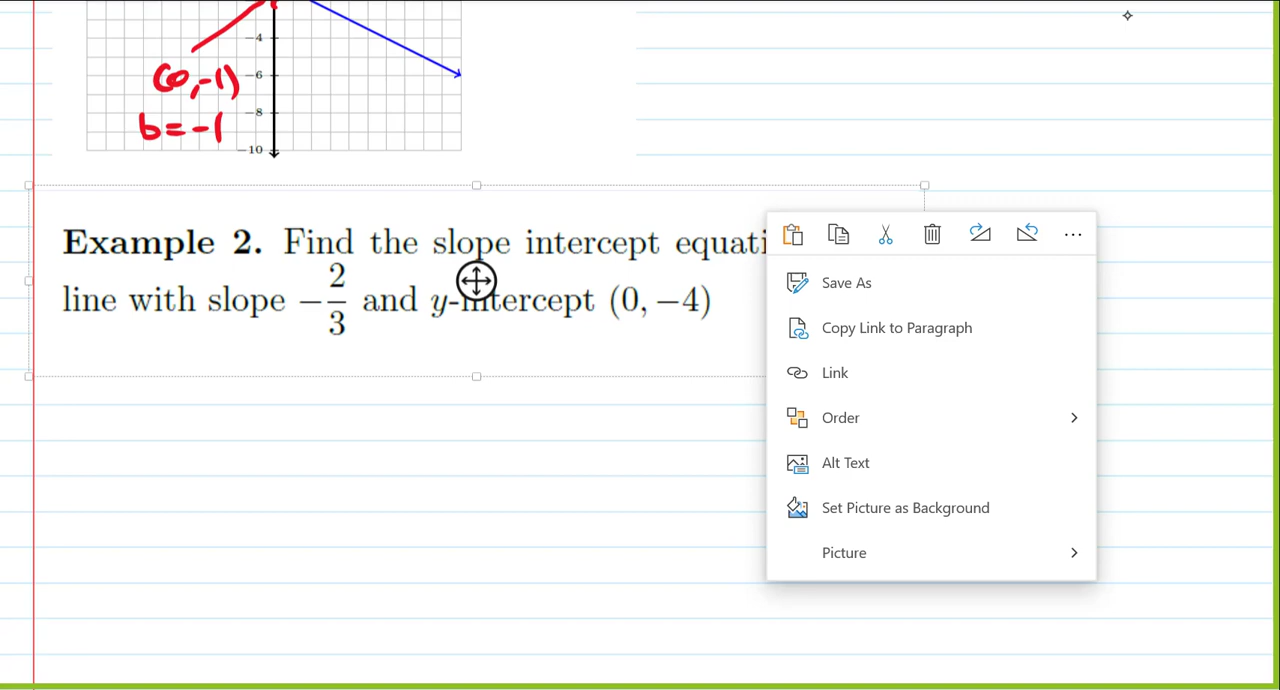 -4
(0,-1)
-6
-8
b=-1
-10
Example 2. Find the slope intercept equati
line with slope -2/3 and y-intercept (0, -4)
Save As
Copy Link to Paragraph
Link
Order
Alt Text
Set Picture as Background
Picture